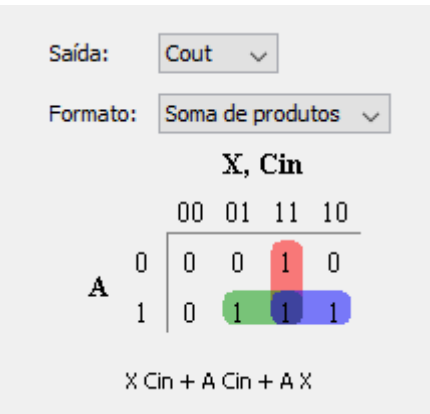 Saída: Cout
Formato: Soma de produtos
X, Cin
00 01 11 10
0 0 0 1 0
A
1 0 1 1 1
X Cin + A Cin + A X